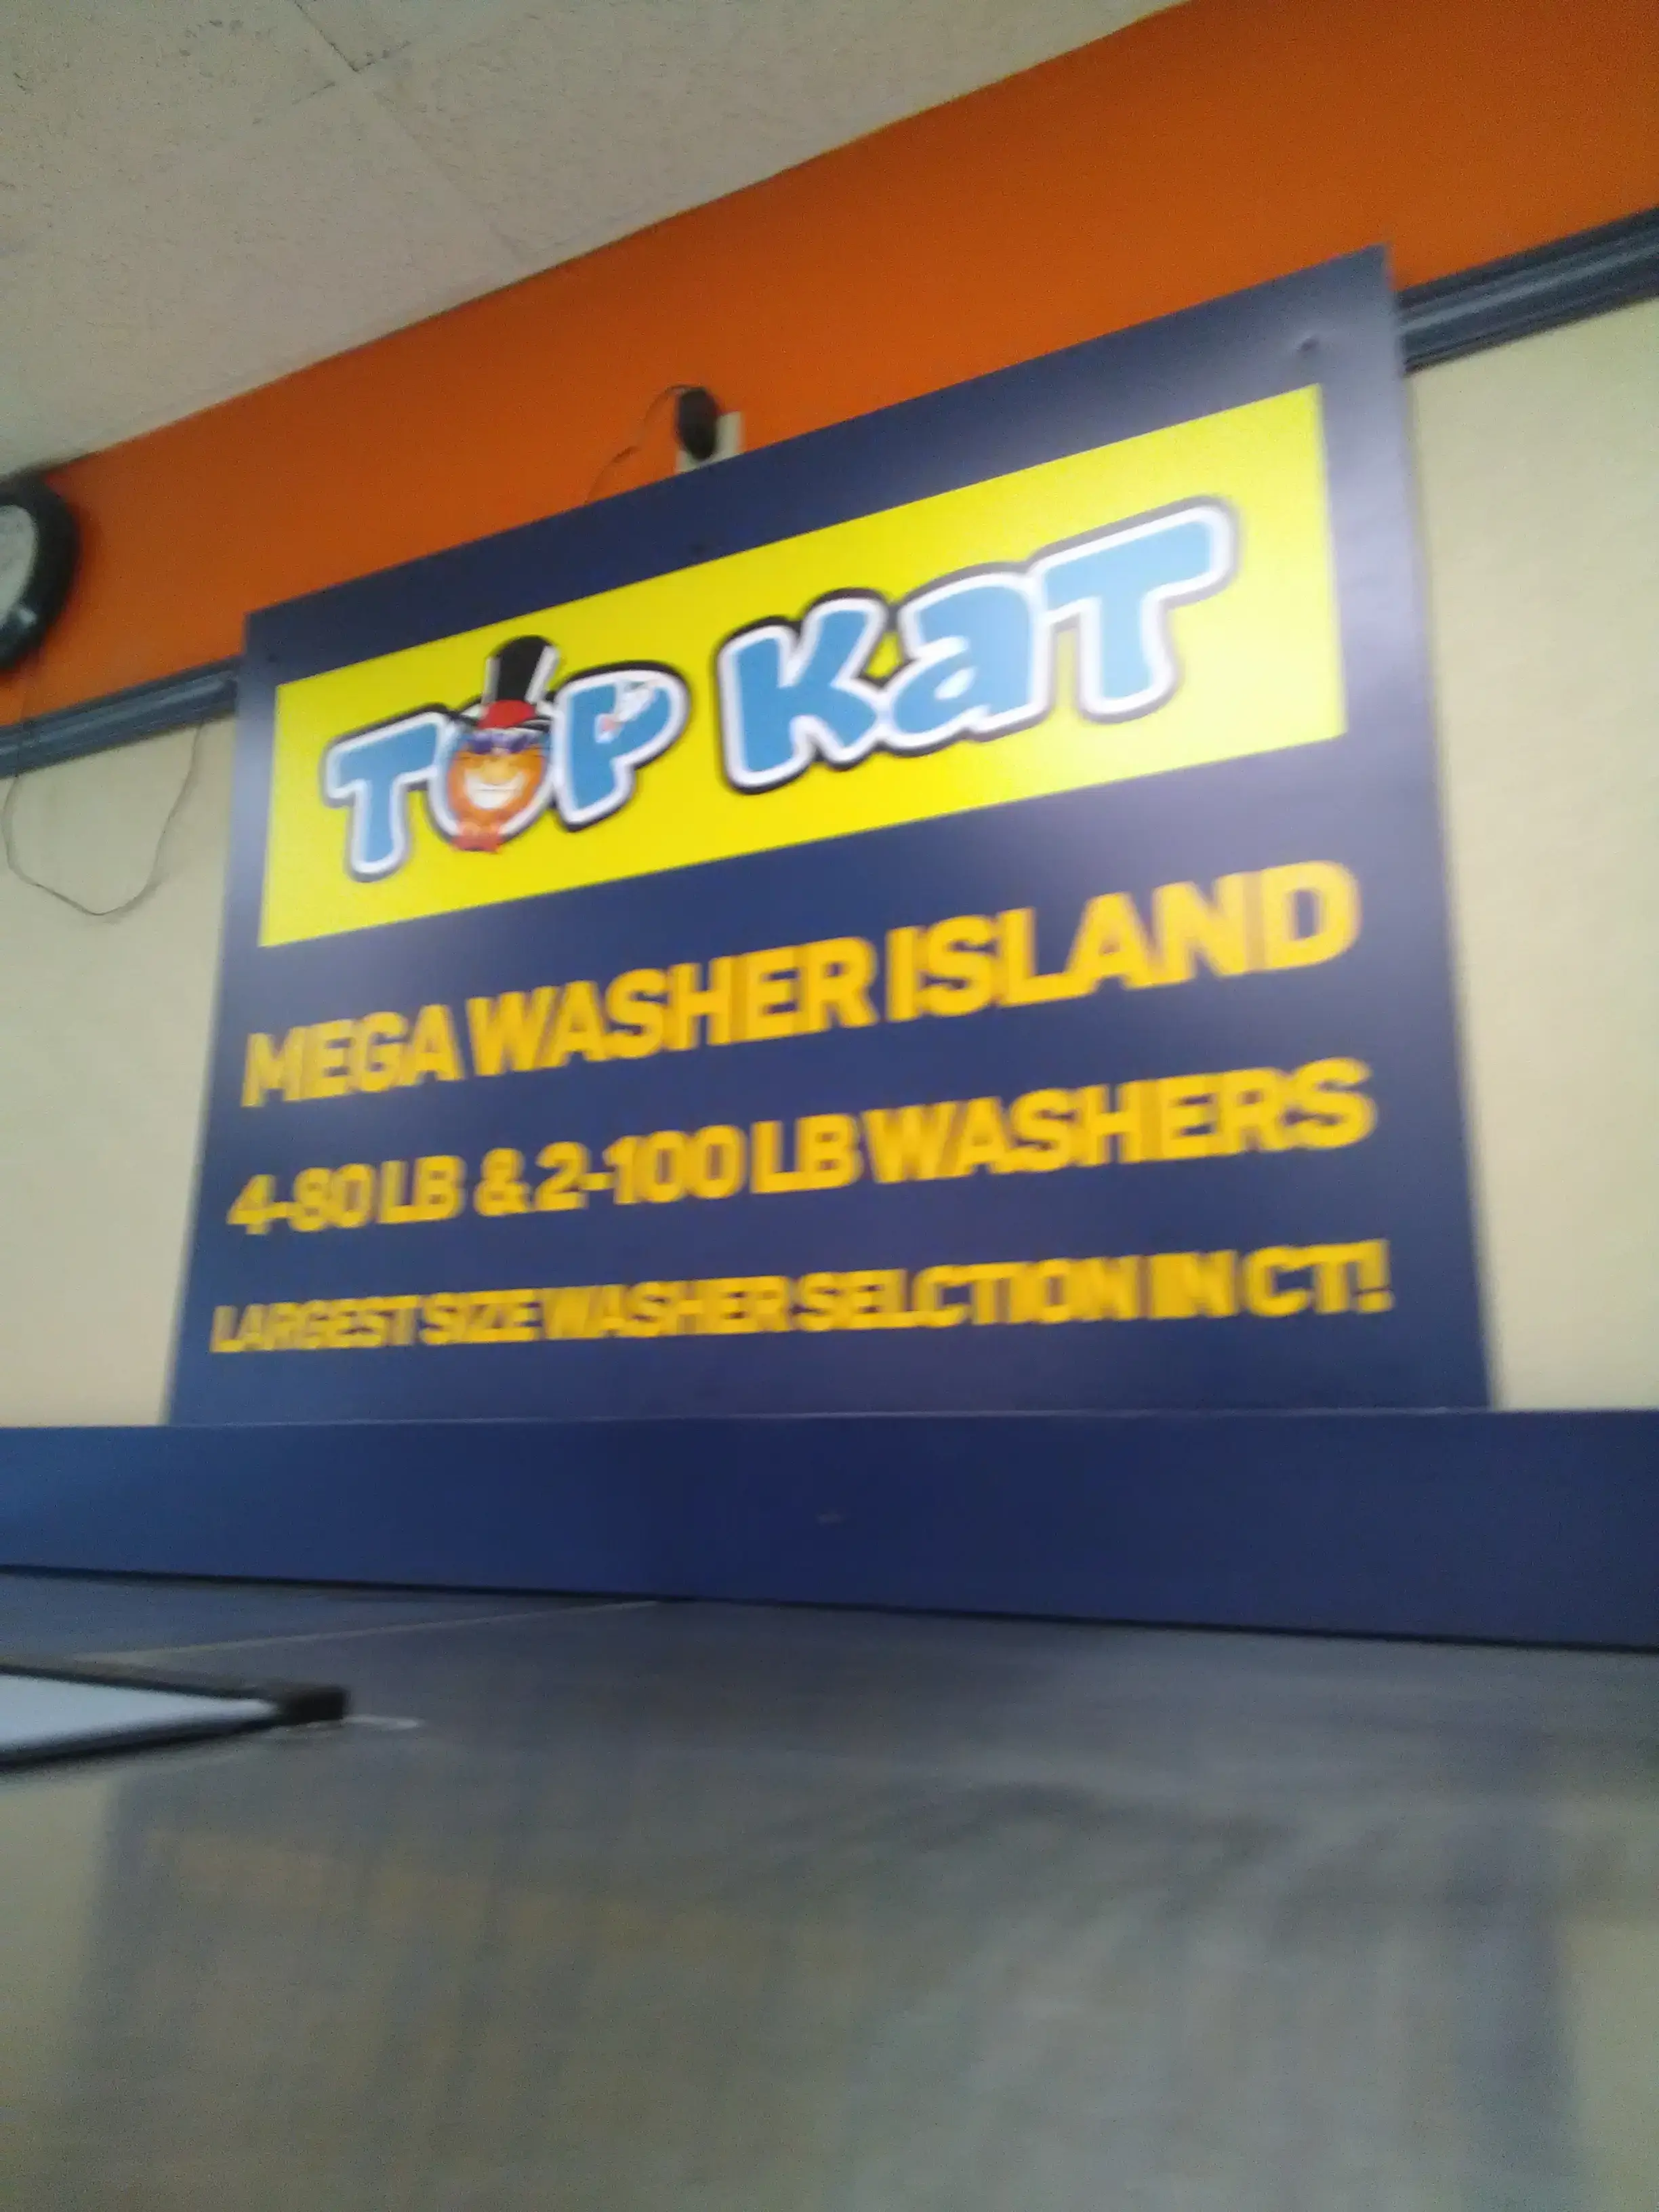 TOP KaT
MEGA WASHER ISLAND
4-80 LB & 2-100 LB WASHERS
LARGEST SIZE WASHER SELCTION IN CT!